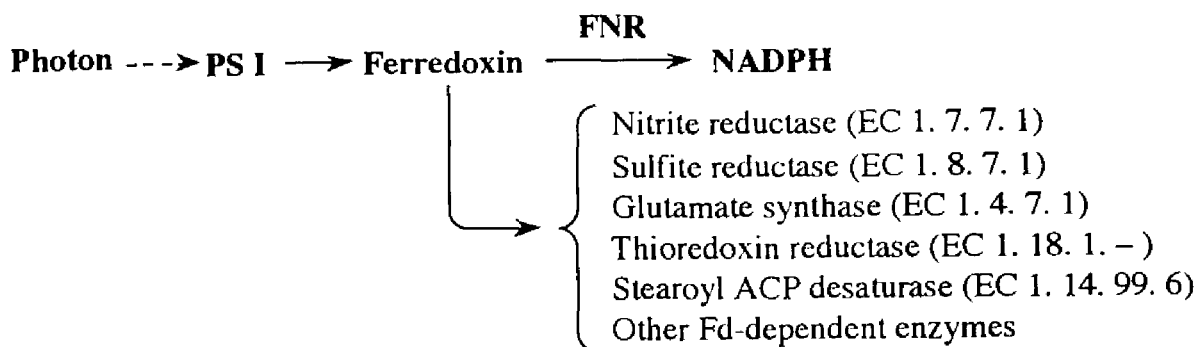 FNR
Photon ---> PS I ⟶ Ferredoxin ⟶ NADPH
Nitrite reductase (EC 1. 7. 7. 1)
Sulfite reductase (EC 1. 8. 7. 1)
Glutamate synthase (EC 1. 4. 7. 1)
Thioredoxin reductase (EC 1. 18. 1. – )
Stearoyl ACP desaturase (EC 1. 14. 99. 6)
Other Fd-dependent enzymes